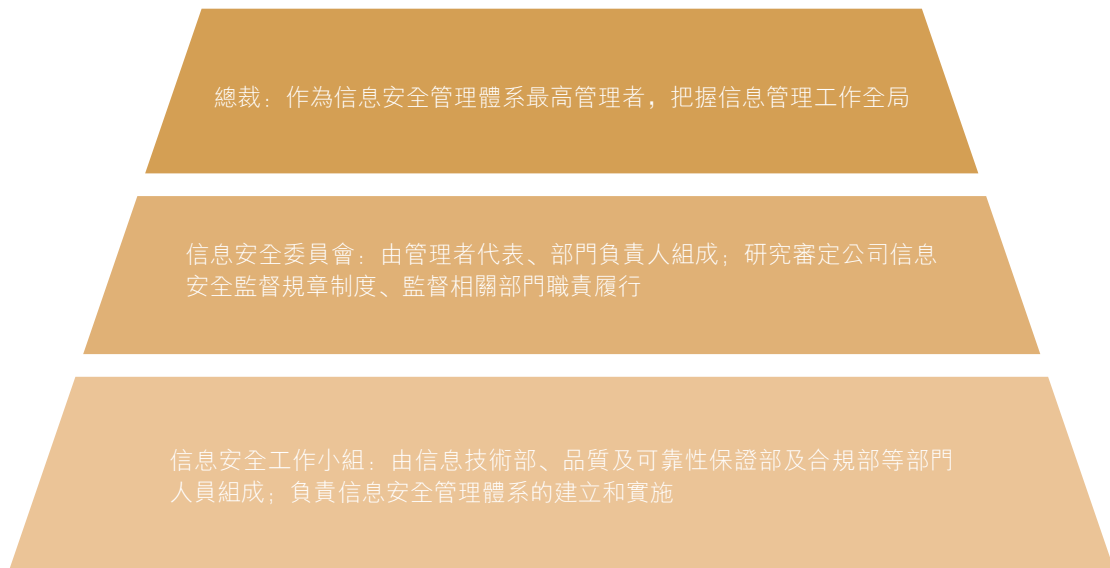 總裁：作為信息安全管理體系最高管理者，把握信息管理工作全局
信息安全委員會：由管理者代表、部門負責人組成；研究審定公司信息
安全監督規章制度、監督相關部門職責履行
信息安全工作小組：由信息技術部、品質及可靠性保證部及合規部等部門
人員組成；負責信息安全管理體系的建立和實施